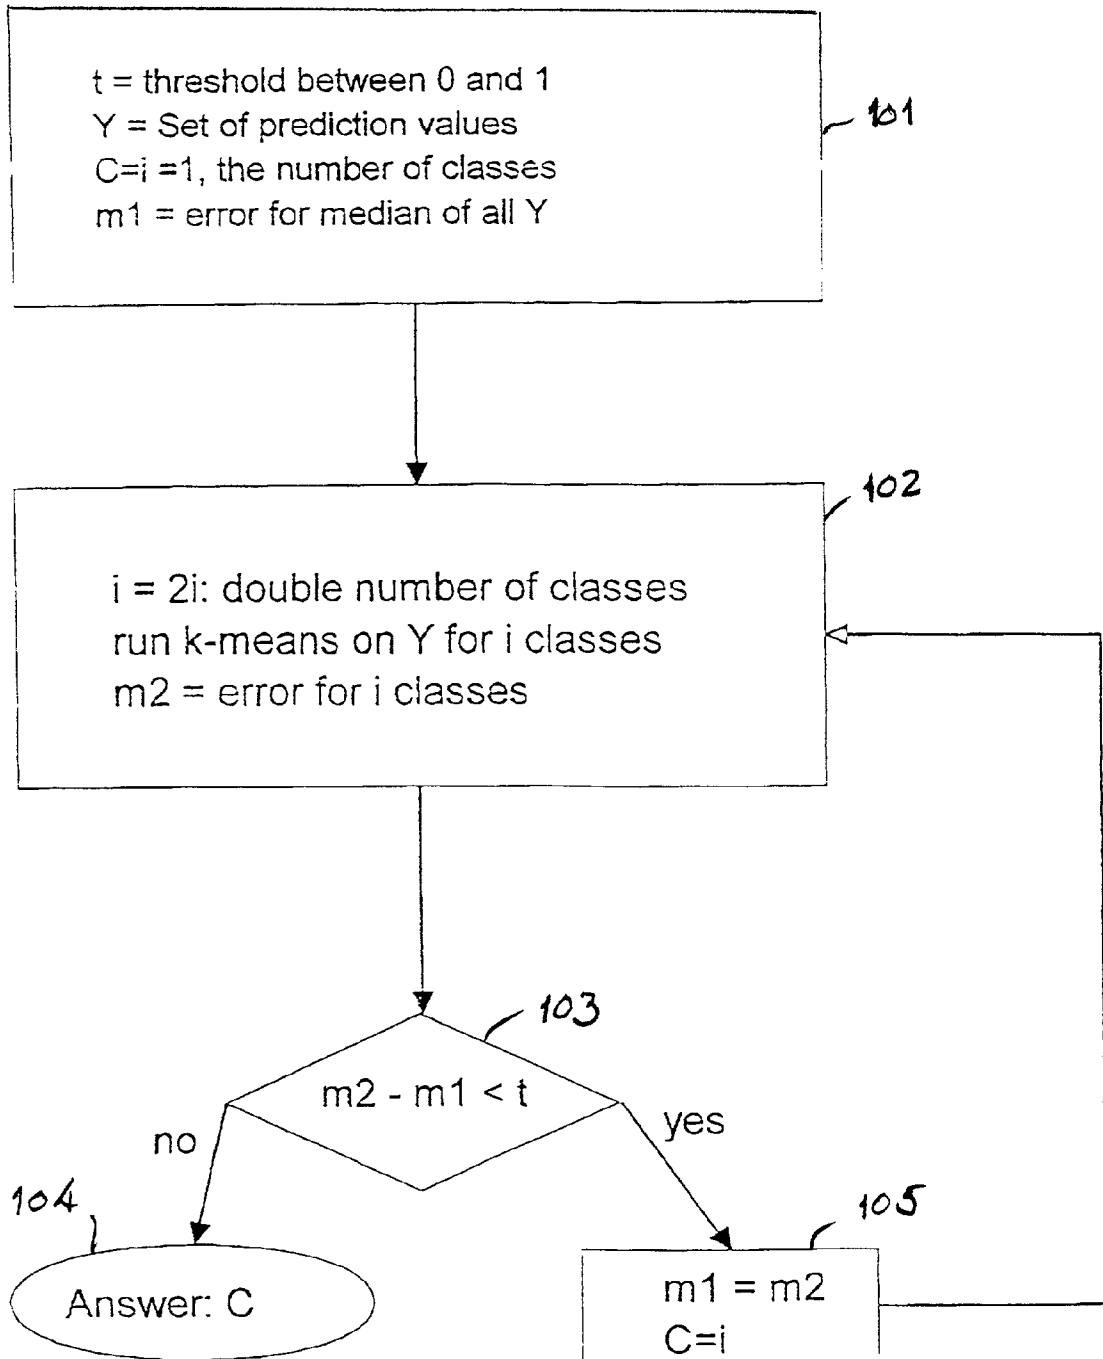 t = threshold between 0 and 1
Y = Set of prediction values
C=i =1, the number of classes
m1 = error for median of all Y
101
102
i = 2i: double number of classes
run k-means on Y for i classes
m2 = error for i classes
103
m2 - m1 < t
no
yes
104
105
Answer: C
m1 = m2
C=i